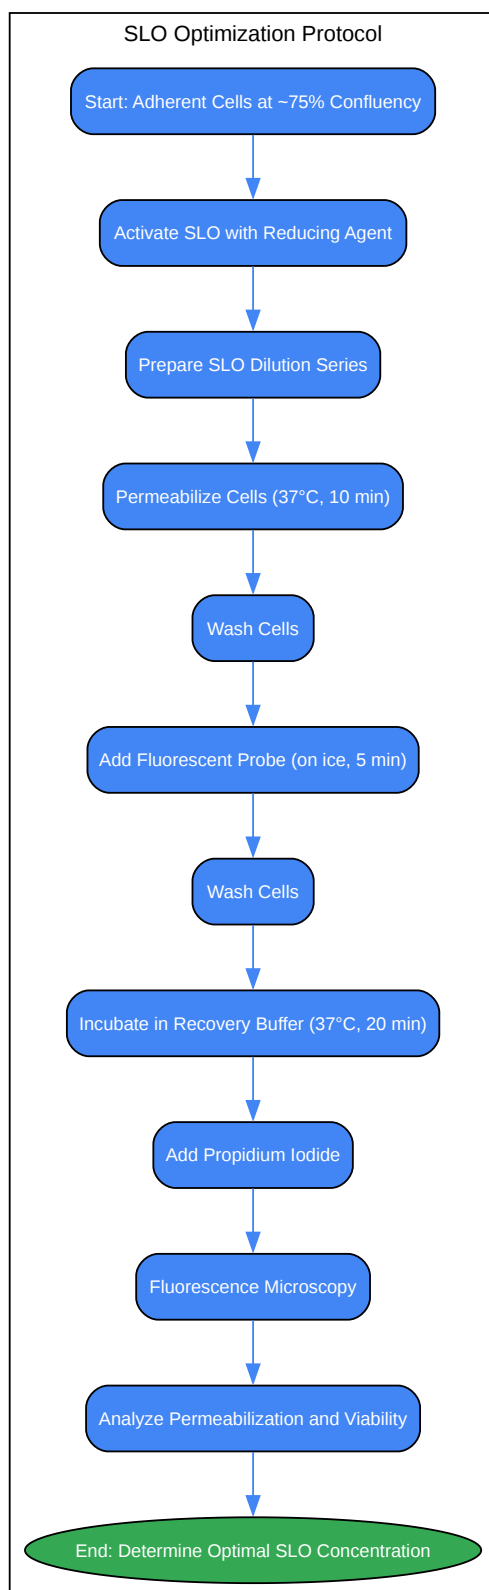 SLO Optimization Protocol
Start: Adherent Cells at ~75% Confluency
Activate SLO with Reducing Agent
Prepare SLO Dilution Series
Permeabilize Cells (37°C, 10 min)
Wash Cells
Add Fluorescent Probe (on ice, 5 min)
Wash Cells
Incubate in Recovery Buffer (37°C, 20 min)
Add Propidium Iodide
Fluorescence Microscopy
Analyze Permeabilization and Viability
End: Determine Optimal SLO Concentration